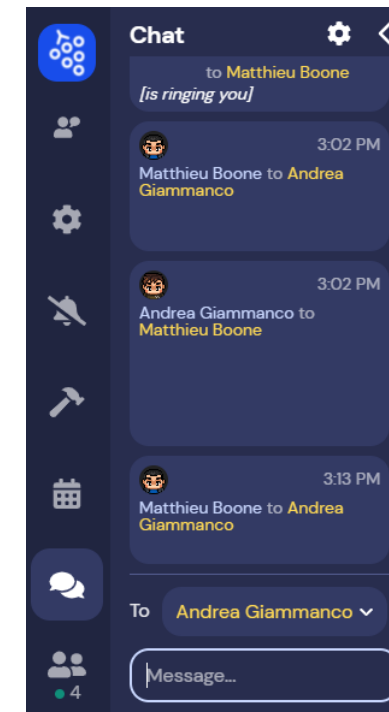 Chat
to Matthieu Boone
[is ringing you]
3:02 PM
Matthieu Boone to Andrea
Giammanco
3:02 PM
Andrea Giammanco to
Matthieu Boone
3:13 PM
Matthieu Boone to Andrea
Giammanco
To Andrea Giammanco
Message...
4